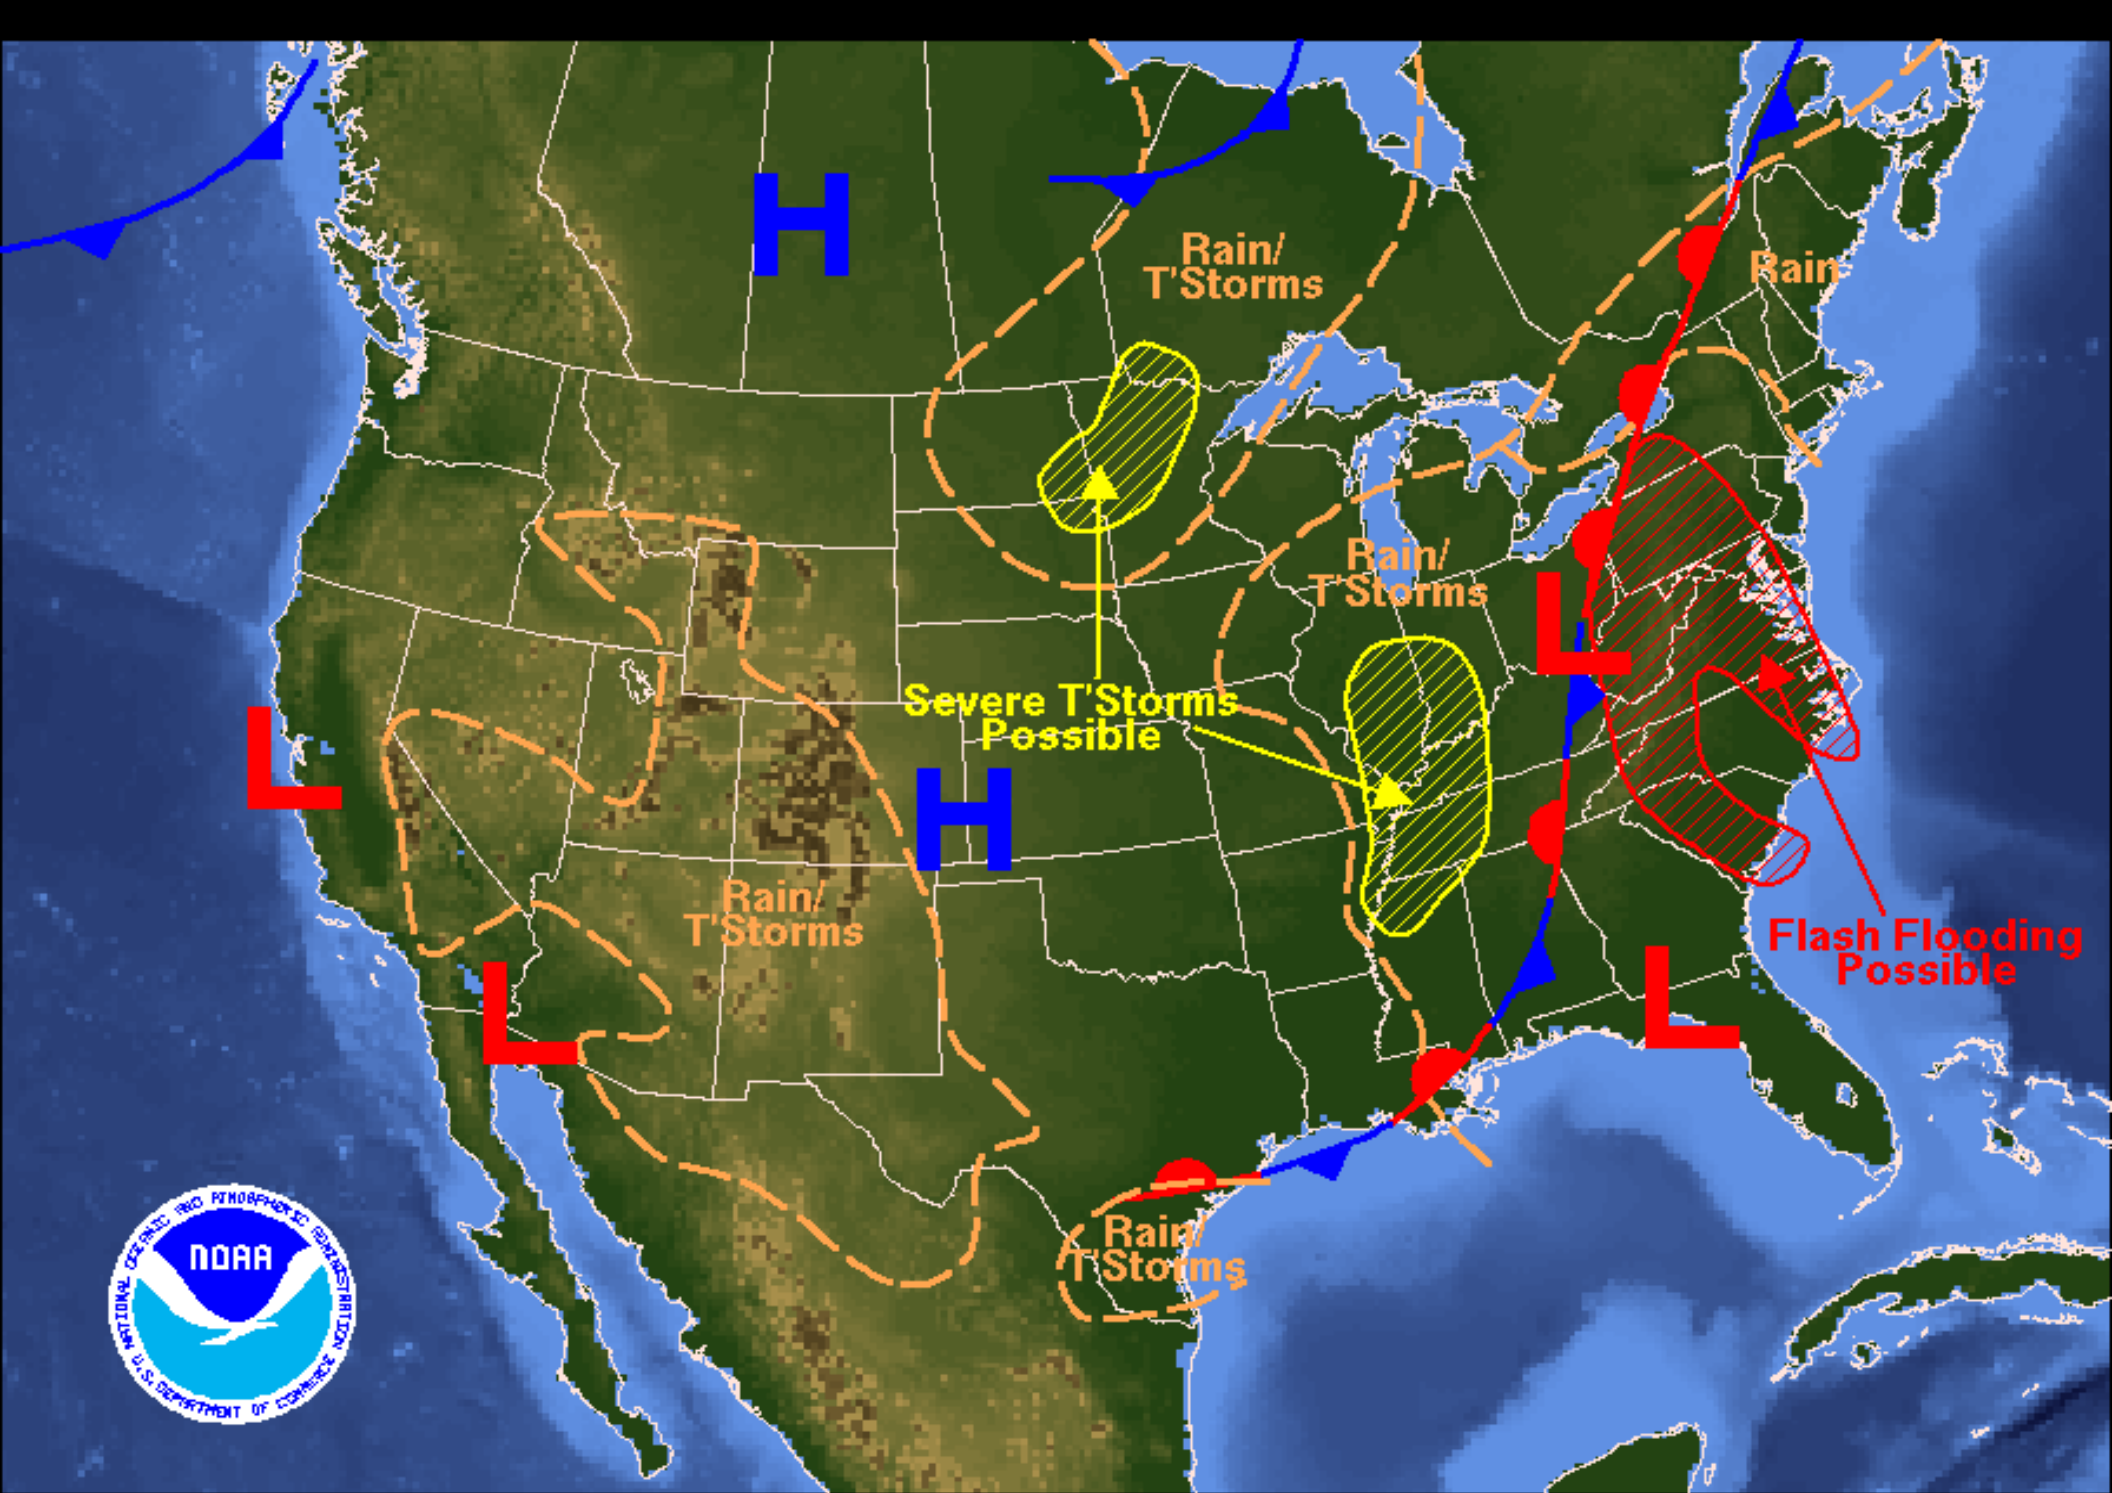 H
Rain/
T'Storms
Rain
Rain/
T'Storms
L
Severe T'Storms
Possible
L
H
Rain/
T'Storms
Flash Flooding
Possible
L
L
Rain/
T'Storms
NATIONAL OCEANIC AND ATMOSPHERIC ADMINISTRATION
NOAA
U.S. DEPARTMENT OF COMMERCE